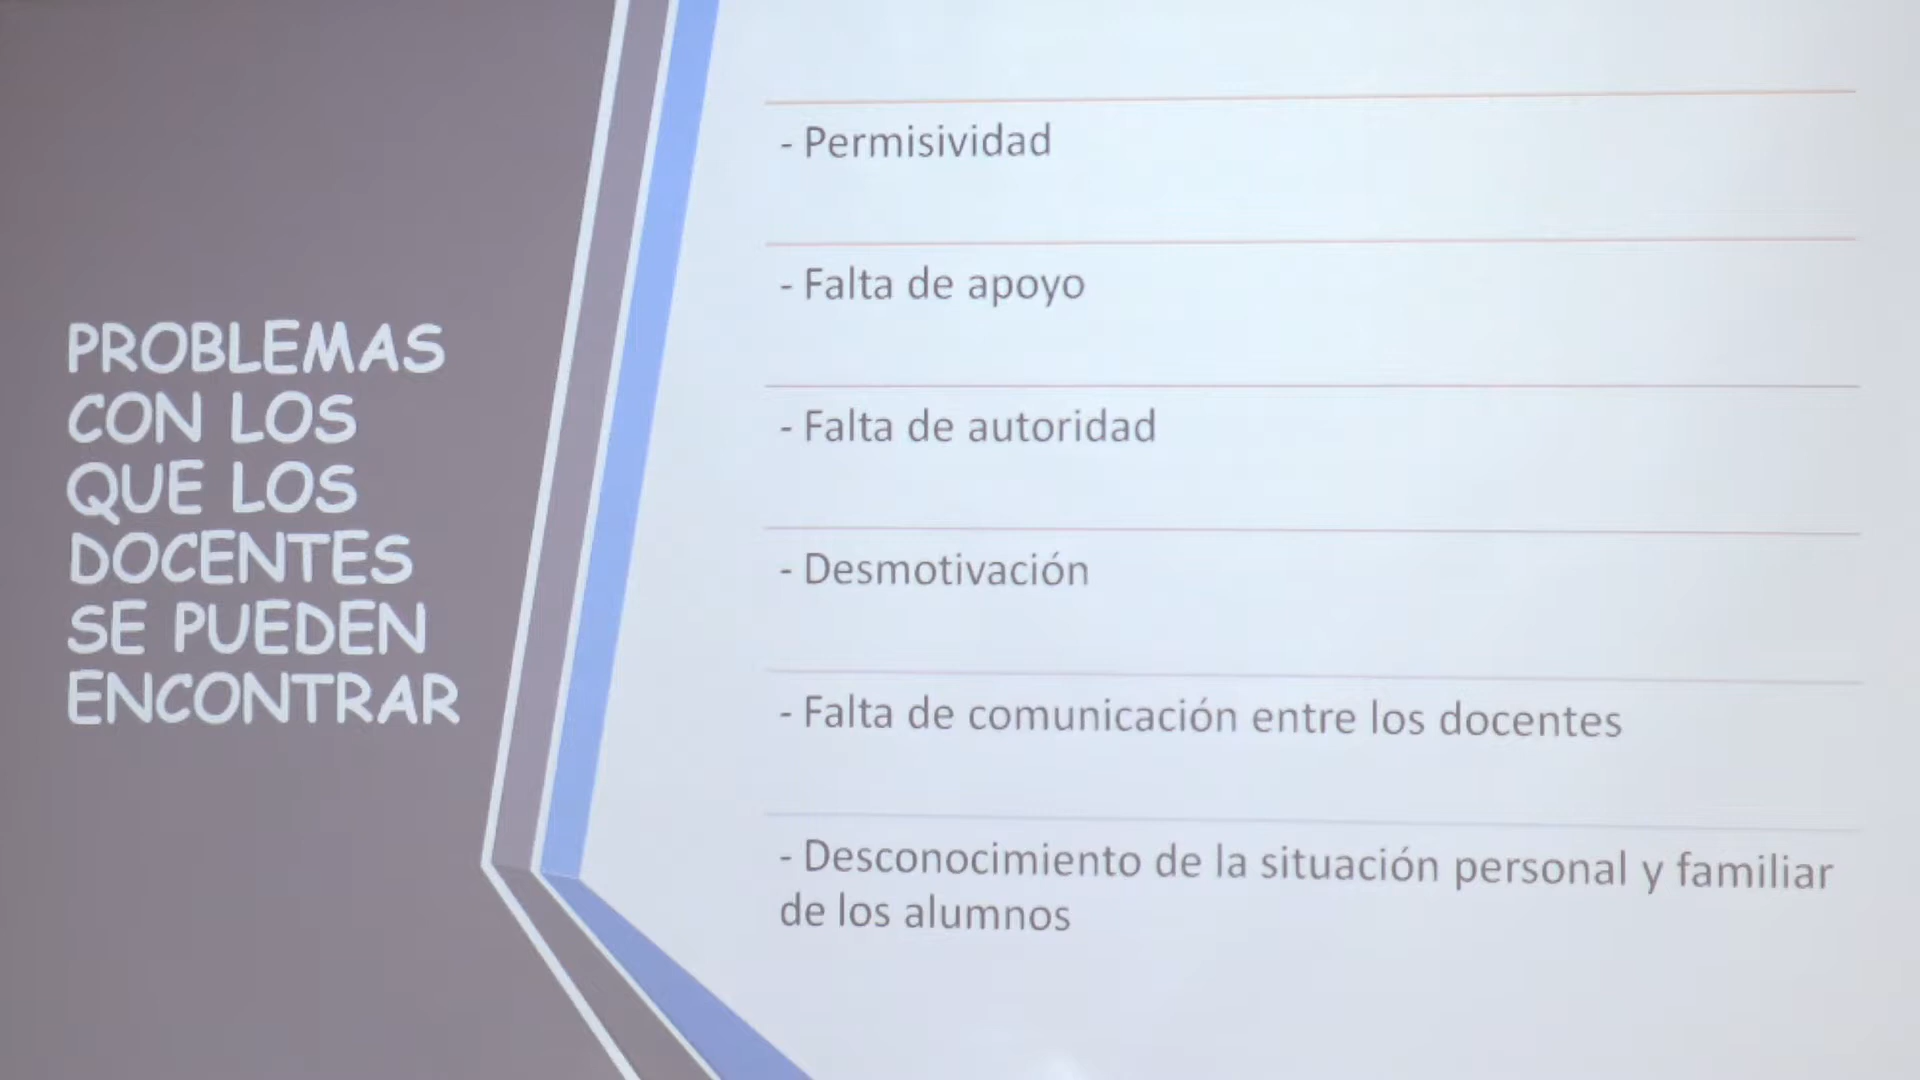 PROBLEMAS
CON LOS
QUE LOS
DOCENTES
SE PUEDEN
ENCONTRAR
- Permisividad
- Falta de apoyo
- Falta de autoridad
- Desmotivación
- Falta de comunicación entre los docentes
- Desconocimiento de la situación personal y familiar
de los alumnos